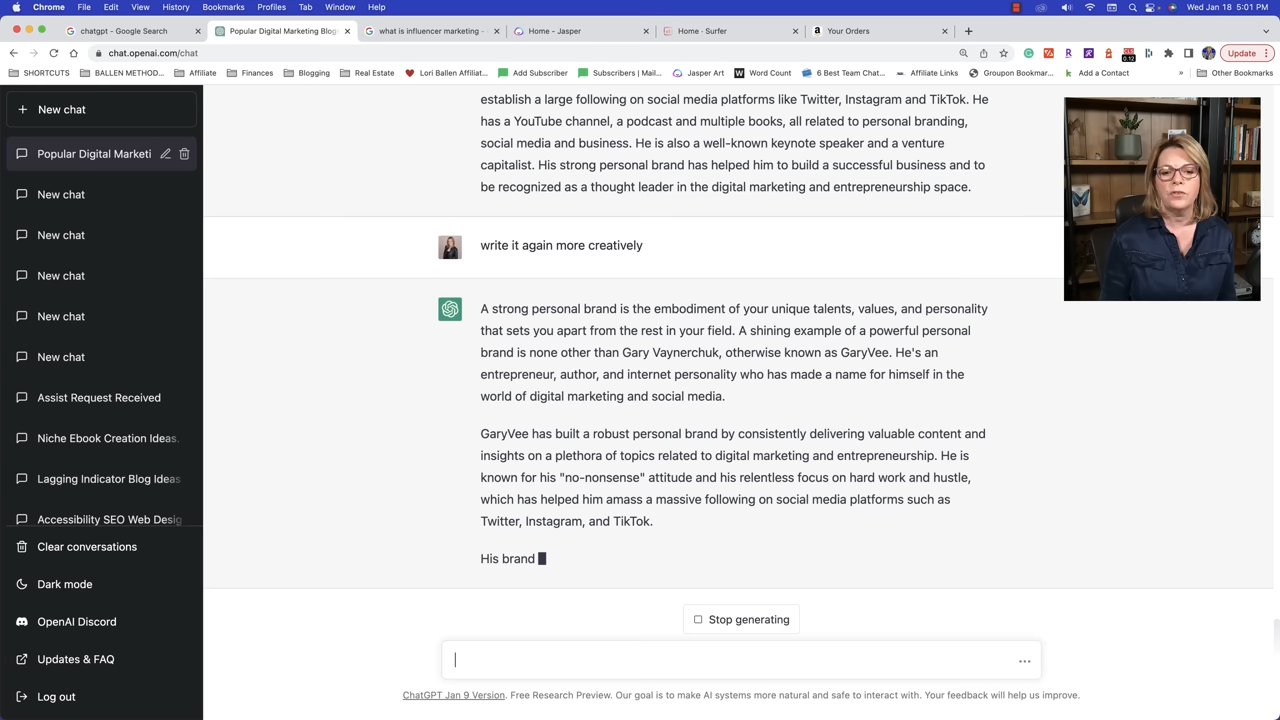 Chrome File Edit View History Bookmarks Profiles Tab Window Help
Sat Jan 28 5:01 PM
chatgpt - Google Search
Popular Digital Marketing Blog
what is influencer marketing -
Home - Jasper
Home · Surfer
Your Orders
chat.openai.com/chat
0.12
Update
SHORTCUTS
BALLEN METHOD...
Affiliate
Finances
Blogging
Real Estate
Lori Ballen Affiliat...
Add Subscriber
Subscribers | Mail...
Jasper Art
Word Count
6 Best Team Chat...
Affiliate Links
Groupon Bookmar...
Add a Contact
»
Other Bookmarks
New chat
Popular Digital Marketi
New chat
New chat
New chat
New chat
New chat
Assist Request Received
Niche Ebook Creation Ideas.
Lagging Indicator Blog Ideas
Accessibility SEO Web Desig
Clear conversations
Dark mode
OpenAI Discord
Updates & FAQ
Log out
establish a large following on social media platforms like Twitter, Instagram and TikTok. He
has a YouTube channel, a podcast and multiple books, all related to personal branding,
social media and business. He is also a well-known keynote speaker and a venture
capitalist. His strong personal brand has helped him to build a successful business and to
be recognized as a thought leader in the digital marketing and entrepreneurship space.
write it again more creatively
A strong personal brand is the embodiment of your unique talents, values, and personality
that sets you apart from the rest in your field. A shining example of a powerful personal
brand is none other than Gary Vaynerchuk, otherwise known as GaryVee. He's an
entrepreneur, author, and internet personality who has made a name for himself in the
world of digital marketing and social media.
GaryVee has built a robust personal brand by consistently delivering valuable content and
insights on a plethora of topics related to digital marketing and entrepreneurship. He is
known for his "no-nonsense" attitude and his relentless focus on hard work and hustle,
which has helped him amass a massive following on social media platforms such as
Twitter, Instagram, and TikTok.
His brand
Stop generating
ChatGPT Jan 9 Version. Free Research Preview. Our goal is to make AI systems more natural and safe to interact with. Your feedback will help us improve.